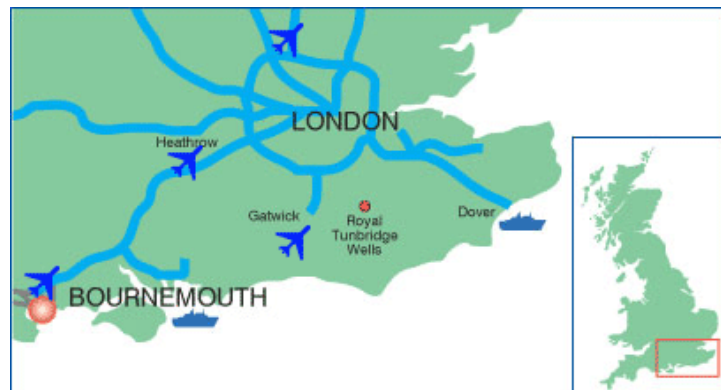 LONDON
Heathrow
Gatwick
Royal
Tunbridge
Wells
Dover
BOURNEMOUTH